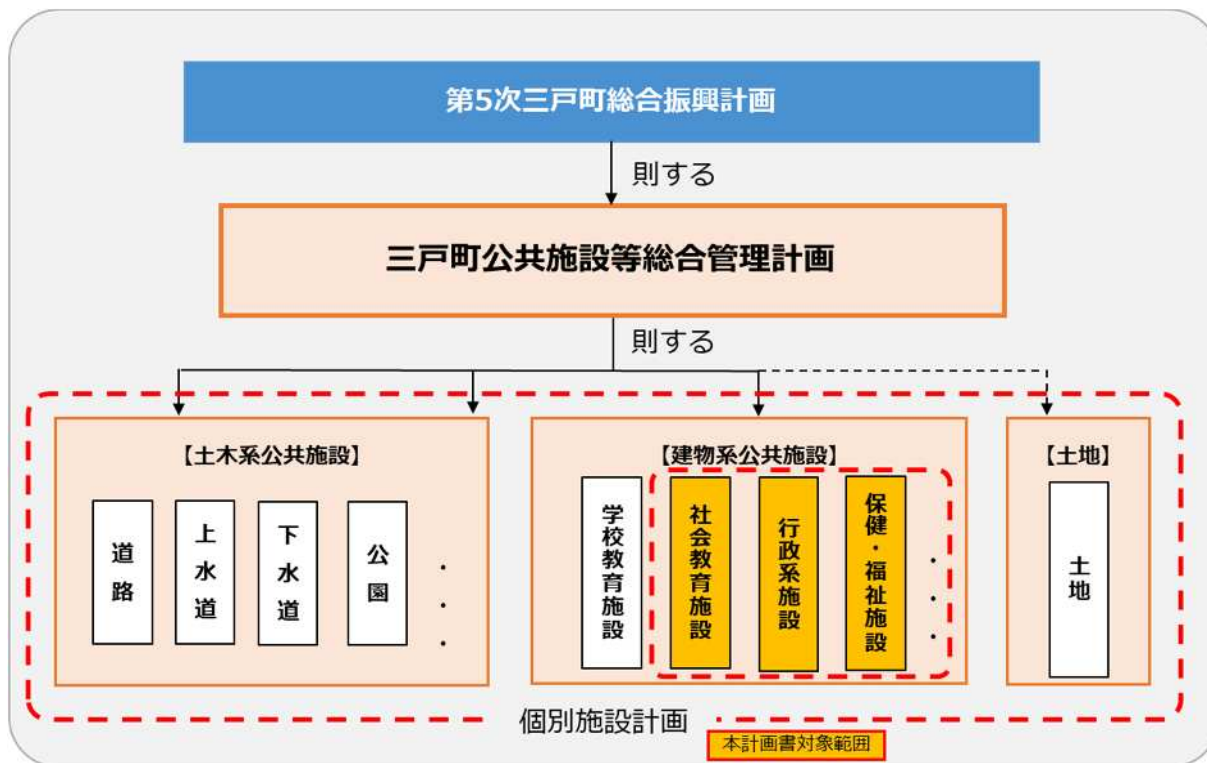 第5次三戸町総合振興計画
則する
三戸町公共施設等総合管理計画
則する
【土木系公共施設】
道路
上水道
下水道
公園
・・・
【建物系公共施設】
学校教育施設
社会教育施設
行政系施設
保健・福祉施設
・・・
【土地】
土地
個別施設計画
本計画書対象範囲